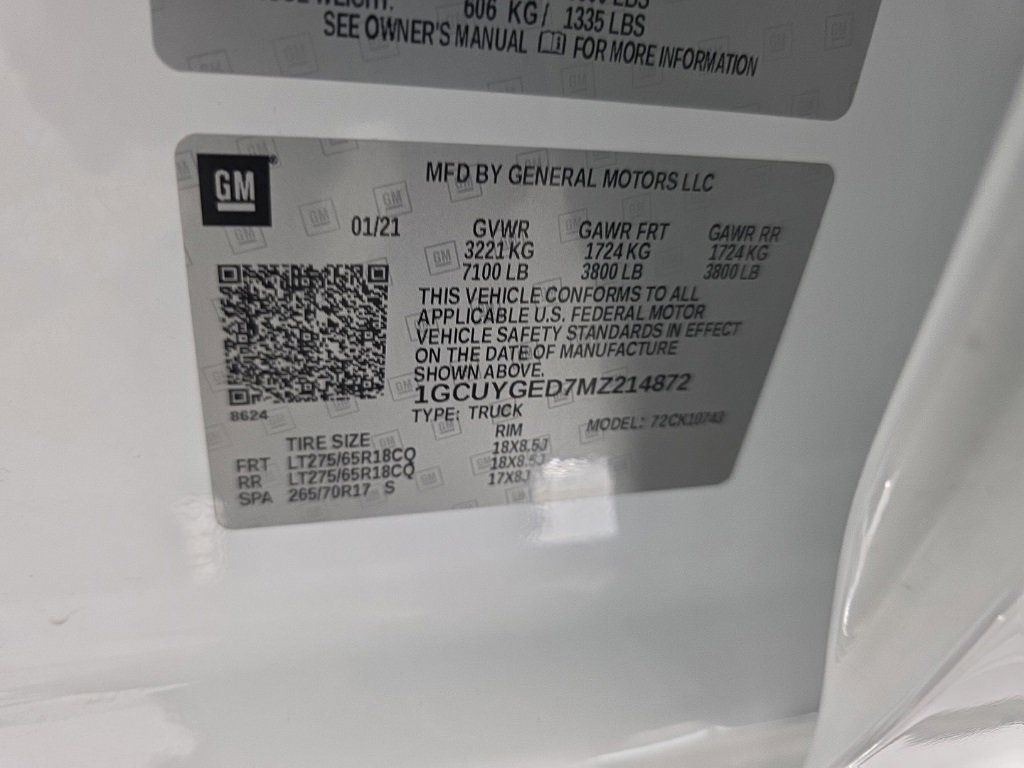 606 KG / 1335 LBS
SEE OWNER'S MANUAL FOR MORE INFORMATION
GM
MFD BY GENERAL MOTORS LLC
01/21 GVWR GAWR FRT GAWR RR
3221 KG 1724 KG 1724 KG
7100 LB 3800 LB 3800 LB
THIS VEHICLE CONFORMS TO ALL
APPLICABLE U.S. FEDERAL MOTOR
VEHICLE SAFETY STANDARDS IN EFFECT
ON THE DATE OF MANUFACTURE
SHOWN ABOVE.
1GCUYGED7MZ214872
8624
TYPE: TRUCK MODEL: 72CK10743
TIRE SIZE RIM
FRT LT275/65R18CQ 18X8.5J
RR LT275/65R18CQ 18X8.5J
SPA 265/70R17 S 17X8J